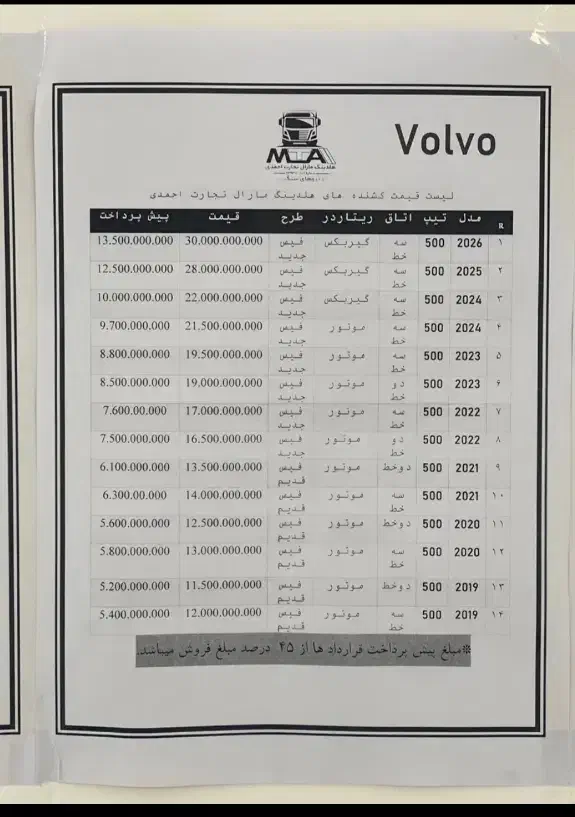 Volvo
MTA
هلدینگ مارال تجارت احمدی
لیست قیمت کشنده های هلدینگ مارال تجارت احمدی
R مدل تیپ اتاق ریتاردر طرح قیمت پیش پرداخت
۱ 2026 500 سه خط گیربکس فیس جدید 30.000.000.000 13.500.000.000
۲ 2025 500 سه خط گیربکس فیس جدید 28.000.000.000 12.500.000.000
۳ 2024 500 سه خط گیربکس فیس جدید 22.000.000.000 10.000.000.000
۴ 2024 500 سه خط موتور فیس جدید 21.500.000.000 9.700.000.000
۵ 2023 500 سه خط موتور فیس جدید 19.500.000.000 8.800.000.000
۶ 2023 500 دو خط موتور فیس جدید 19,000.000.000 8.500.000.000
۷ 2022 500 سه خط موتور فیس جدید 17.000.000.000 7.600.00.000
۸ 2022 500 دو خط موتور فیس جدید 16.500.000.000 7.500.000.000
۹ 2021 500 دوخط موتور فیس قدیم 13.500.000.000 6.100.000.000
۱۰ 2021 500 سه خط موتور فیس قدیم 14.000.000.000 6.300.00.000
۱۱ 2020 500 دوخط موتور فیس قدیم 12.500.000.000 5.600.000.000
۱۲ 2020 500 سه خط موتور فیس قدیم 13.000.000.000 5.800.000.000
۱۳ 2019 500 دوخط موتور فیس قدیم 11.500.000.000 5.200.000.000
۱۴ 2019 500 سه خط موتور فیس قدیم 12.000.000.000 5.400.000.000
*مبلغ پیش پرداخت قرارداد ها از ۴۵ درصد مبلغ فروش میباشد.